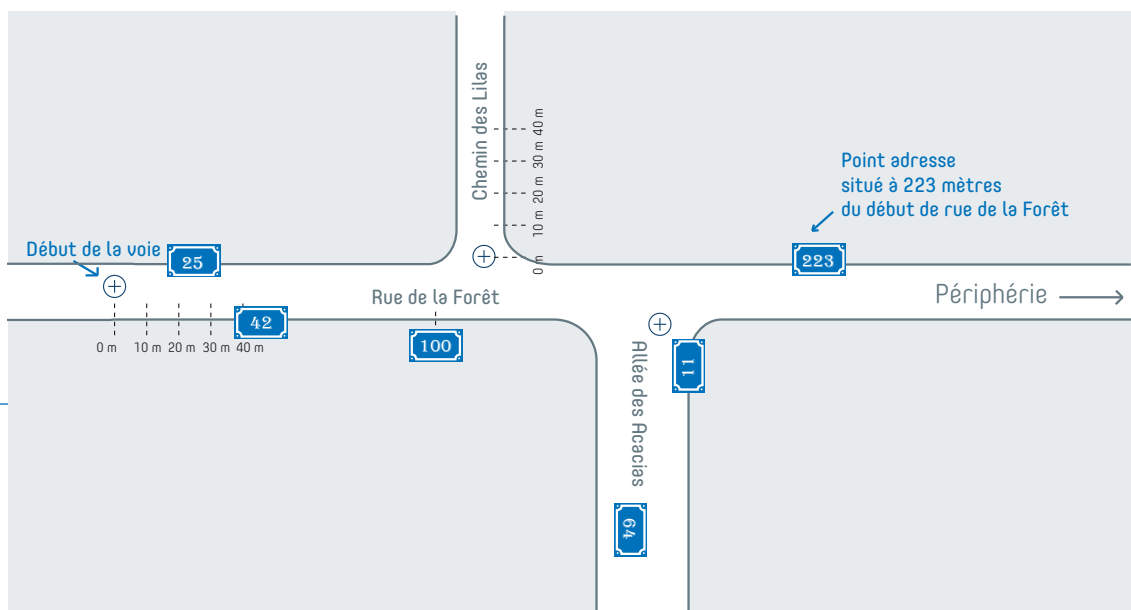 Chemin des Lilas
0 m 10 m 20 m 30 m 40 m
Point adresse
situé à 223 mètres
du début de rue de la Forêt
Début de la voie
25
223
Rue de la Forêt
Périphérie
42
0 m 10 m 20 m 30 m 40 m
100
Allée des Acacias
11
64